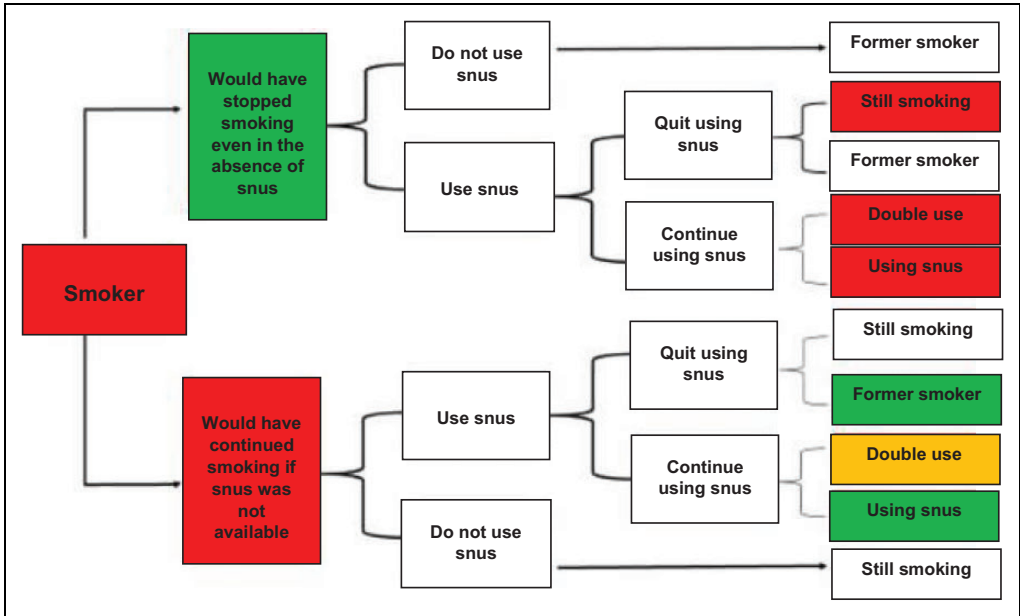 Smoker
Would have
stopped
smoking
even in the
absence of
snus
Do not use
snus
Former smoker
Use snus
Quit using
snus
Still smoking
Former smoker
Continue
using snus
Double use
Using snus
Would have
continued
smoking if
snus was
not
available
Use snus
Quit using
snus
Still smoking
Former smoker
Continue
using snus
Double use
Using snus
Do not use
snus
Still smoking